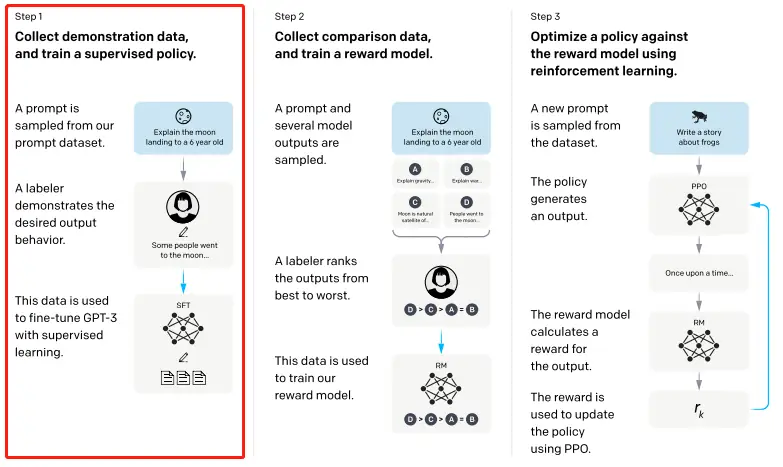 Step 1
Collect demonstration data,
and train a supervised policy.
A prompt is
sampled from our
prompt dataset.
Explain the moon
landing to a 6 year old
A labeler
demonstrates the
desired output
behavior.
Some people went
to the moon...
This data is used
to fine-tune GPT-3
with supervised
learning.
SFT
Step 2
Collect comparison data,
and train a reward model.
A prompt and
several model
outputs are
sampled.
Explain the moon
landing to a 6 year old
A
Explain gravity...
B
Explain war...
C
Moon is natural
satellite of...
D
People went to
the moon...
A labeler ranks
the outputs from
best to worst.
D > C > A = B
This data is used
to train our
reward model.
RM
D > C > A = B
Step 3
Optimize a policy against
the reward model using
reinforcement learning.
A new prompt
is sampled from
the dataset.
Write a story
about frogs
The policy
generates
an output.
PPO
Once upon a time...
The reward model
calculates a
reward for
the output.
RM
The reward is
used to update
the policy
using PPO.
rk